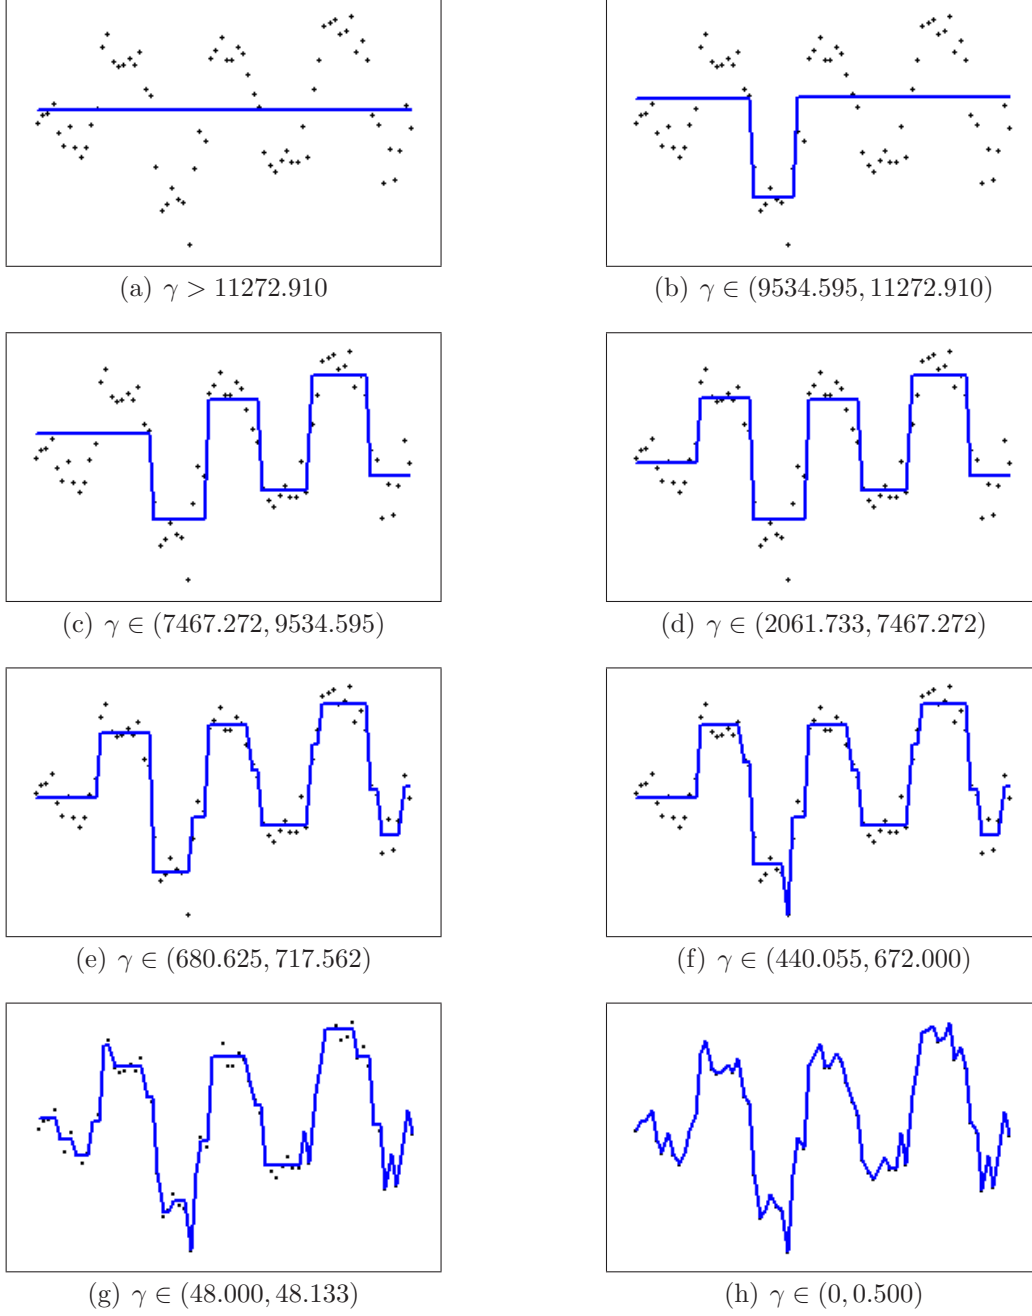 (a) γ > 11272.910
(b) γ ∈ (9534.595, 11272.910)
(c) γ ∈ (7467.272, 9534.595)
(d) γ ∈ (2061.733, 7467.272)
(e) γ ∈ (680.625, 717.562)
(f) γ ∈ (440.055, 672.000)
(g) γ ∈ (48.000, 48.133)
(h) γ ∈ (0, 0.500)